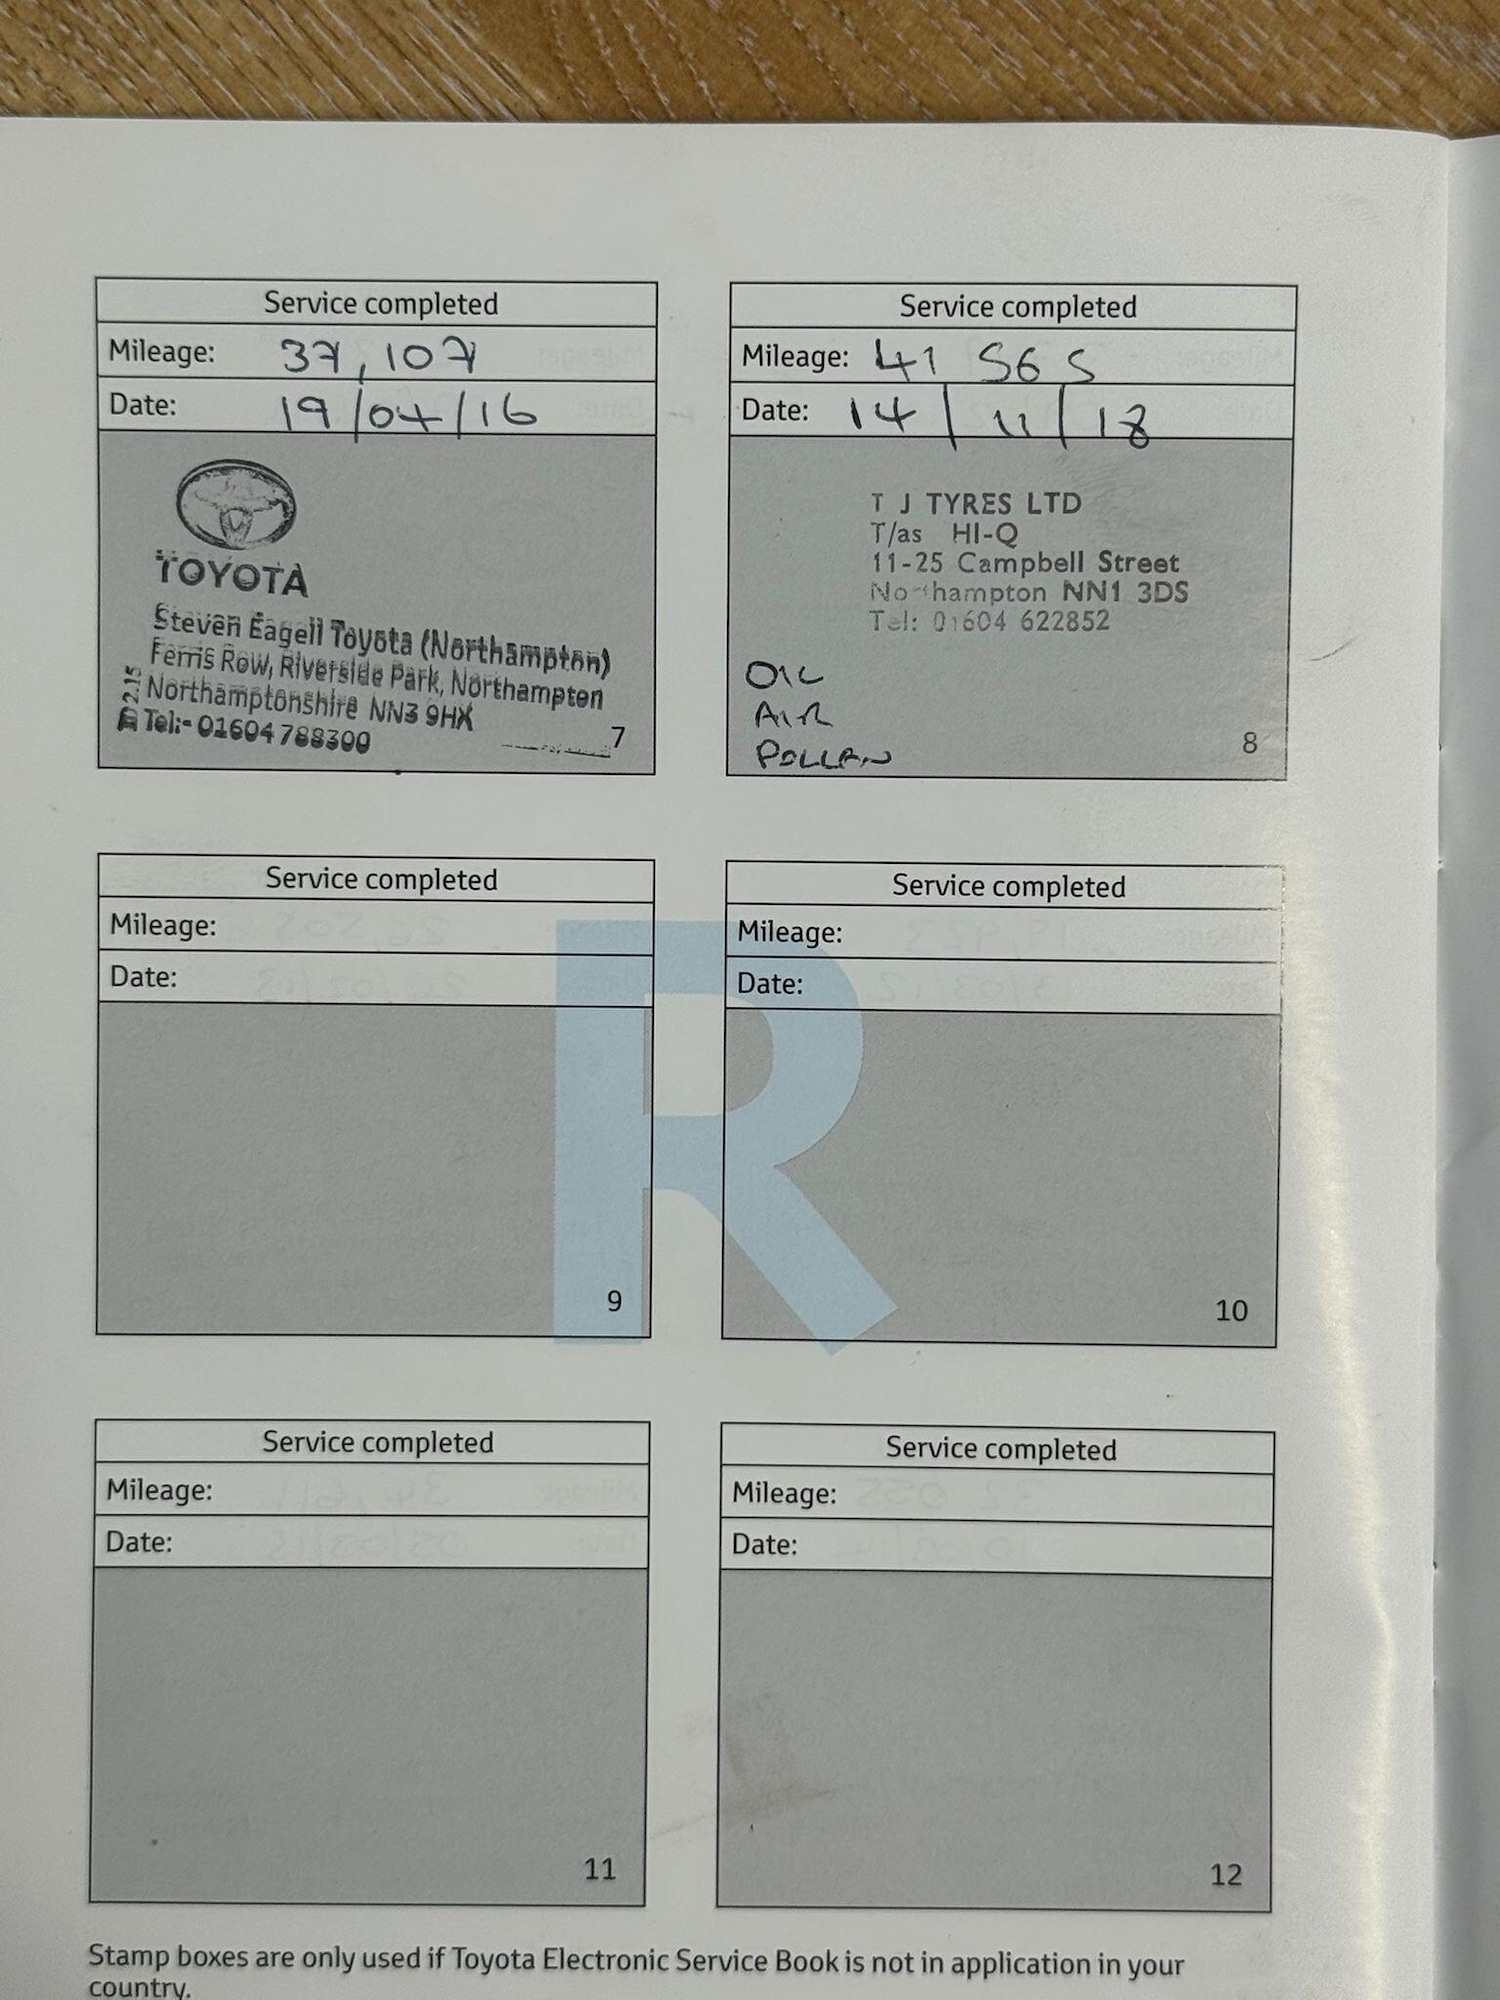 Service completed
Mileage: 37,107
Date: 19/04/16
TOYOTA
Steven Eagell Toyota (Northampton)
Ferris Row, Riverside Park, Northampton
Northamptonshire NN3 9HX
Tel:- 01604 788300
7
Service completed
Mileage: 41 565
Date: 14/11/18
T J TYRES LTD
T/as HI-Q
11-25 Campbell Street
Northampton NN1 3DS
Tel: 01604 622852
OIL
AIR
POLLAN
8
Service completed
Mileage:
Date:
9
Service completed
Mileage:
Date:
10
R
Service completed
Mileage:
Date:
11
Service completed
Mileage:
Date:
12
Stamp boxes are only used if Toyota Electronic Service Book is not in application in your
country.